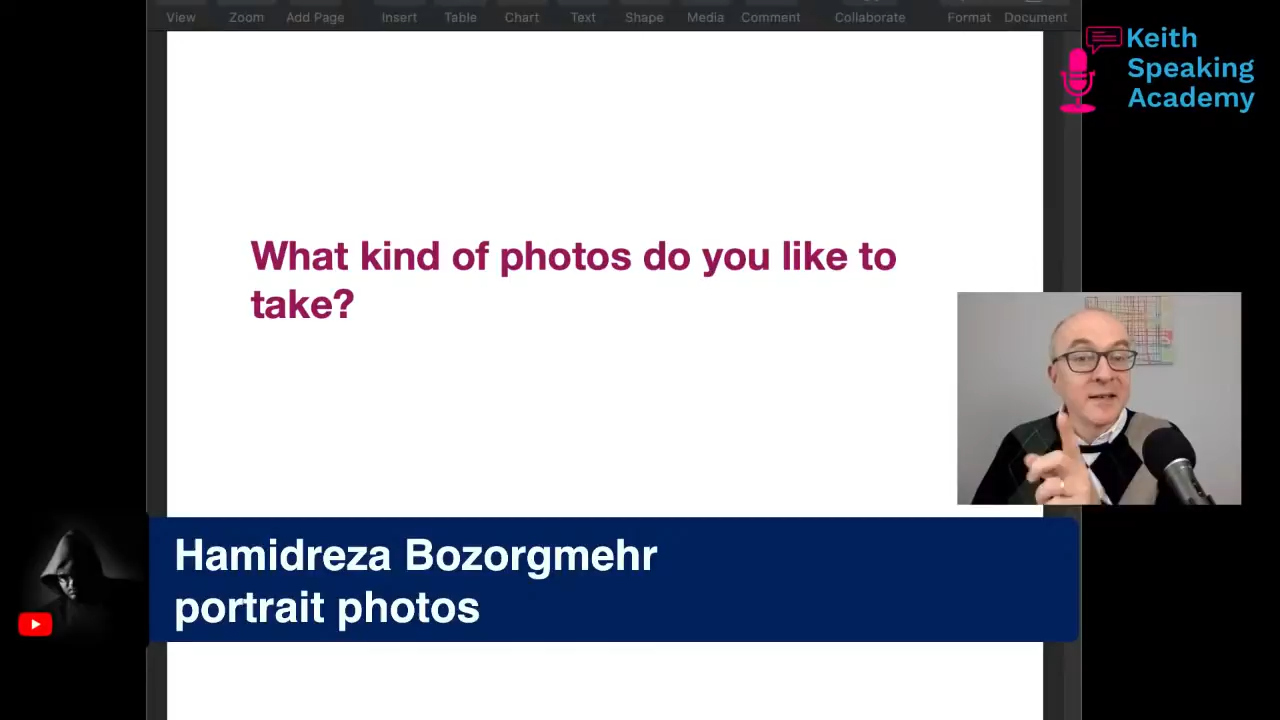 View Zoom Add Page Insert Table Chart Text Shape Media Comment Collaborate Format Document
Keith
Speaking
Academy
What kind of photos do you like to
take?
Hamidreza Bozorgmehr
portrait photos